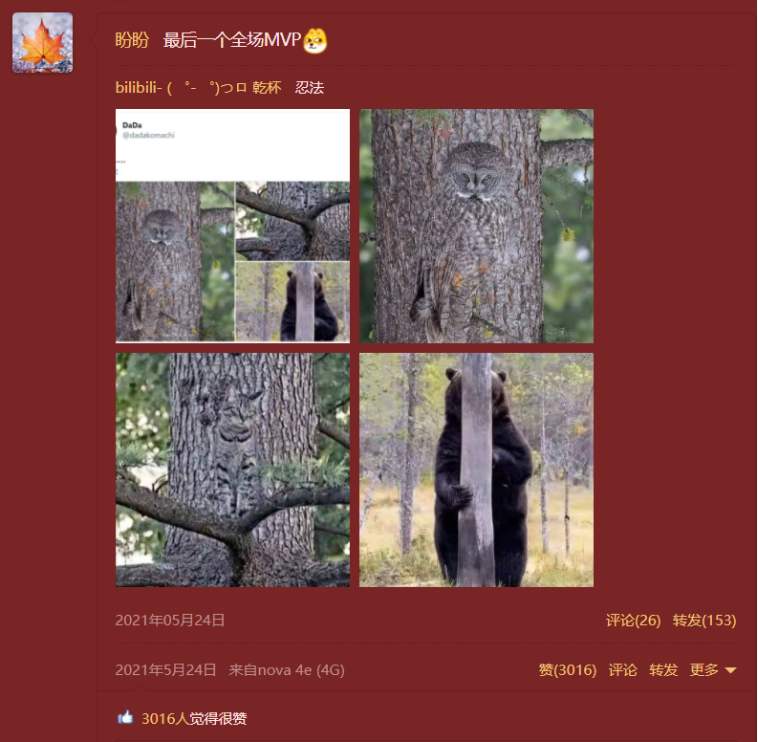 盼盼 最后一个全场MVP
bilibili- ( ゜- ゜)つロ 乾杯 忍法
DaDa
@dadakomachi
2021年05月24日 评论(26) 转发(153)
2021年5月24日 来自nova 4e (4G) 赞(3016) 评论 转发 更多
3016人觉得很赞